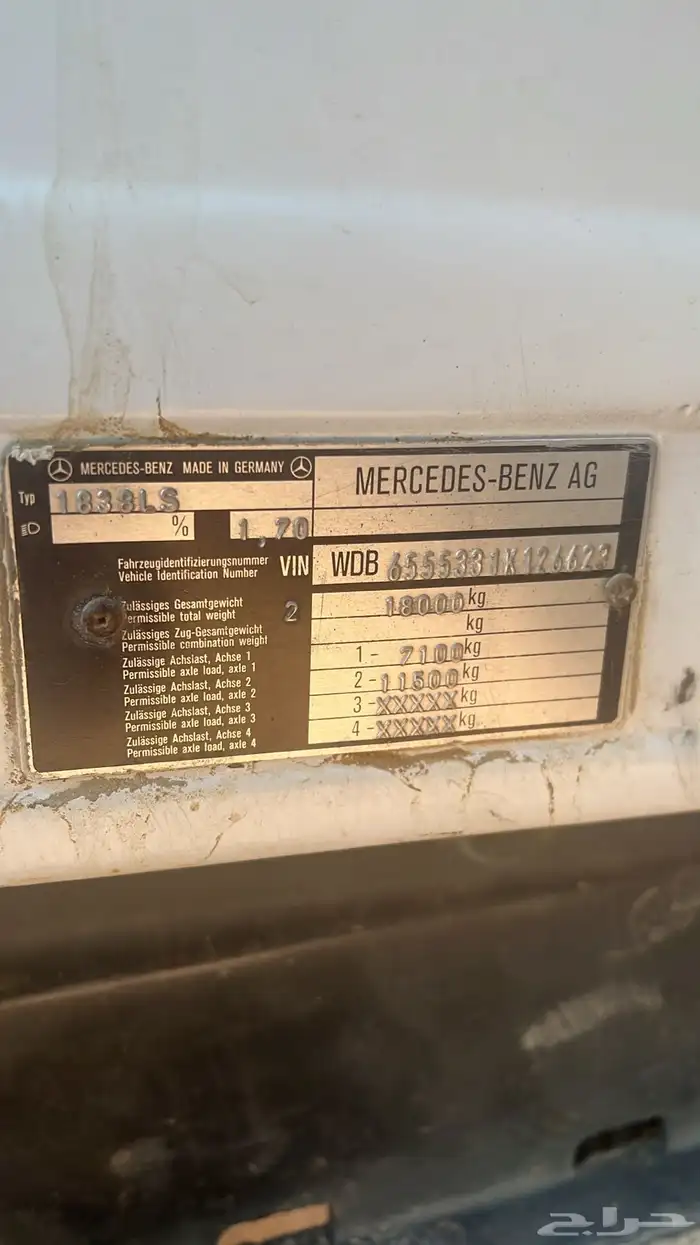 MERCEDES-BENZ MADE IN GERMANY
MERCEDES-BENZ AG
Typ 1838LS
% 1,70
Fahrzeugidentifizierungsnummer
Vehicle Identification Number
VIN WDB 6555331K126623
Zulässiges Gesamtgewicht
Permissible total weight
2 18000 kg
Zulässiges Zug-Gesamtgewicht
Permissible combination weight
kg
Zulässige Achslast, Achse 1
Permissible axle load, axle 1
1- 7100 kg
Zulässige Achslast, Achse 2
Permissible axle load, axle 2
2- 11500 kg
Zulässige Achslast, Achse 3
Permissible axle load, axle 3
3- XXXXX kg
Zulässige Achslast, Achse 4
Permissible axle load, axle 4
4- XXXXX kg
حراج